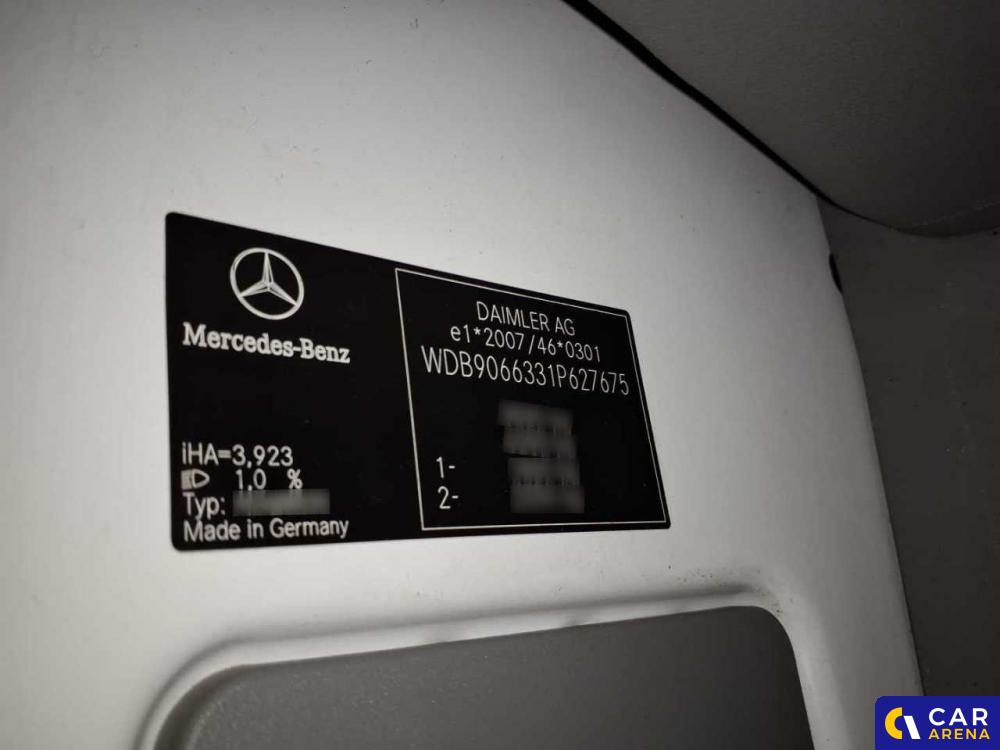 Mercedes-Benz
iHA=3,923
1,0 %
Typ:
Made in Germany
DAIMLER AG
e1*2007/46*0301
WDB9066331P627675
1-
2-
CAR
ARENA